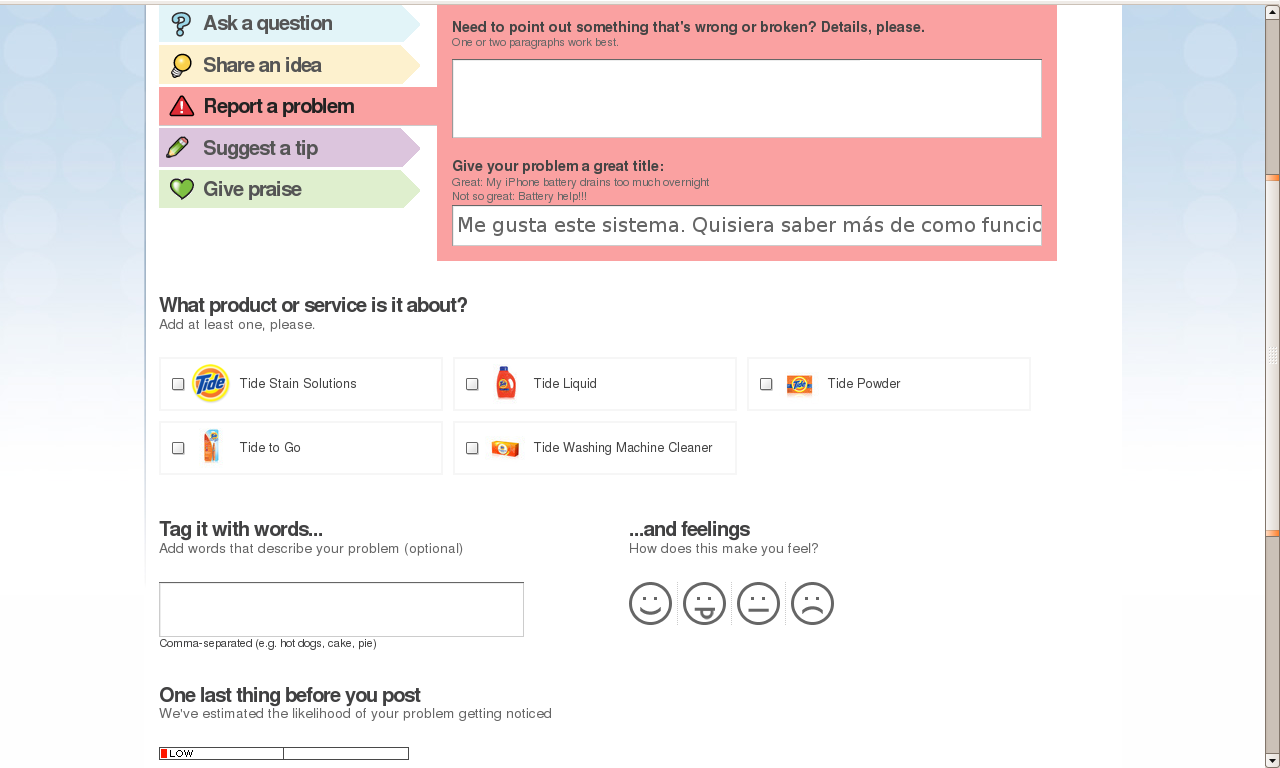 Ask a question
Share an idea
Report a problem
Suggest a tip
Give praise
Need to point out something that's wrong or broken? Details, please.
One or two paragraphs work best.
Give your problem a great title:
Great: My iPhone battery drains too much overnight
Not so great: Battery help!!!
Me gusta este sistema. Quisiera saber más de como funcio
What product or service is it about?
Add at least one, please.
Tide Tide Stain Solutions
Tide Liquid
Tide Tide Powder
Tide to Go
Tide Washing Machine Cleaner
Tag it with words...
Add words that describe your problem (optional)
Comma-separated (e.g. hot dogs, cake, pie)
...and feelings
How does this make you feel?
One last thing before you post
We've estimated the likelihood of your problem getting noticed
LOW